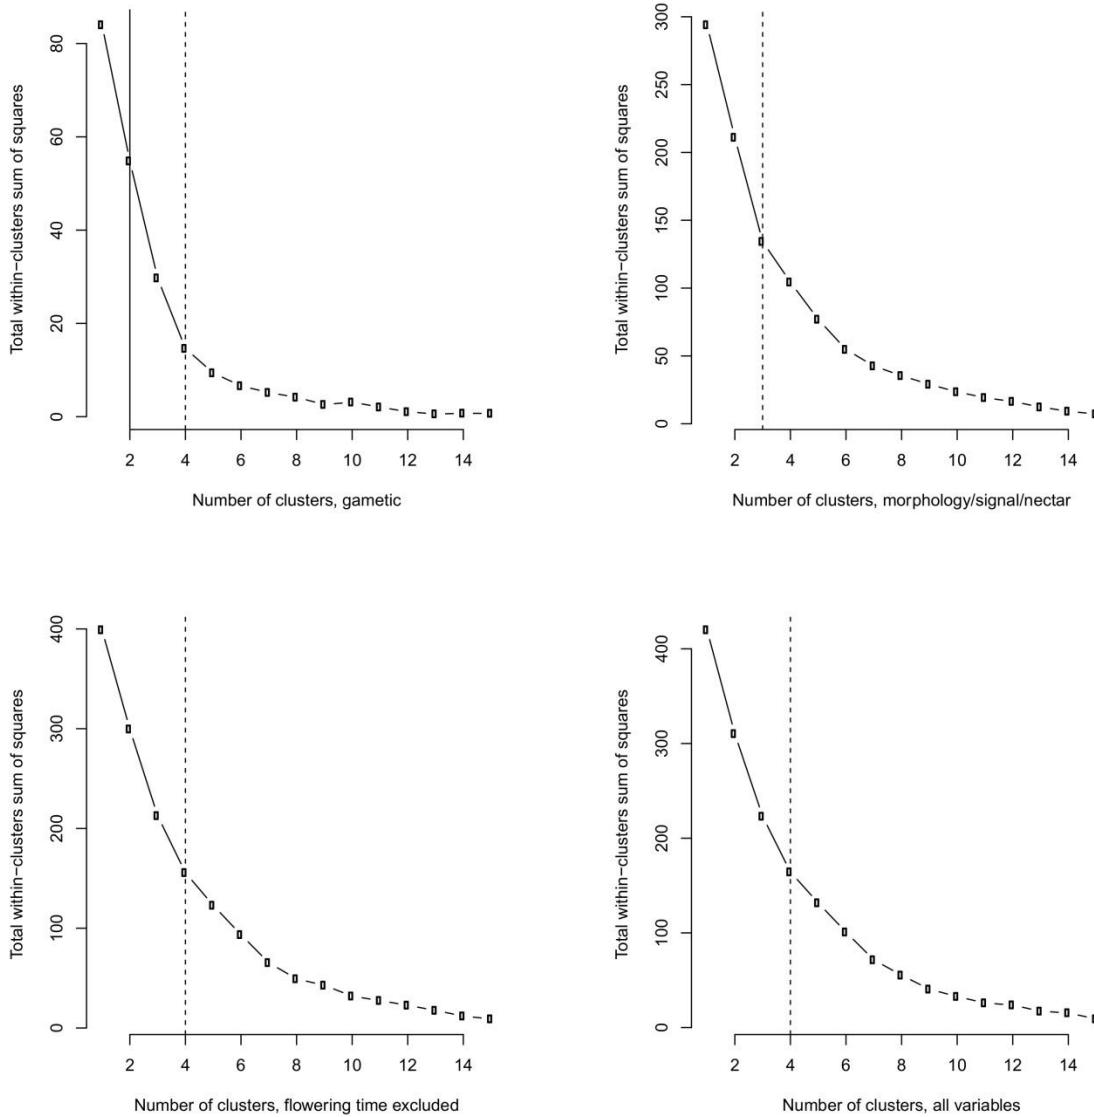 Total within−clusters sum of squares
80
60
40
20
0
2 4 6 8 10 12 14
Number of clusters, gametic
Total within−clusters sum of squares
300
250
200
150
100
50
0
2 4 6 8 10 12 14
Number of clusters, morphology/signal/nectar
Total within−clusters sum of squares
400
300
200
100
0
2 4 6 8 10 12 14
Number of clusters, flowering time excluded
Total within−clusters sum of squares
400
300
200
100
0
2 4 6 8 10 12 14
Number of clusters, all variables